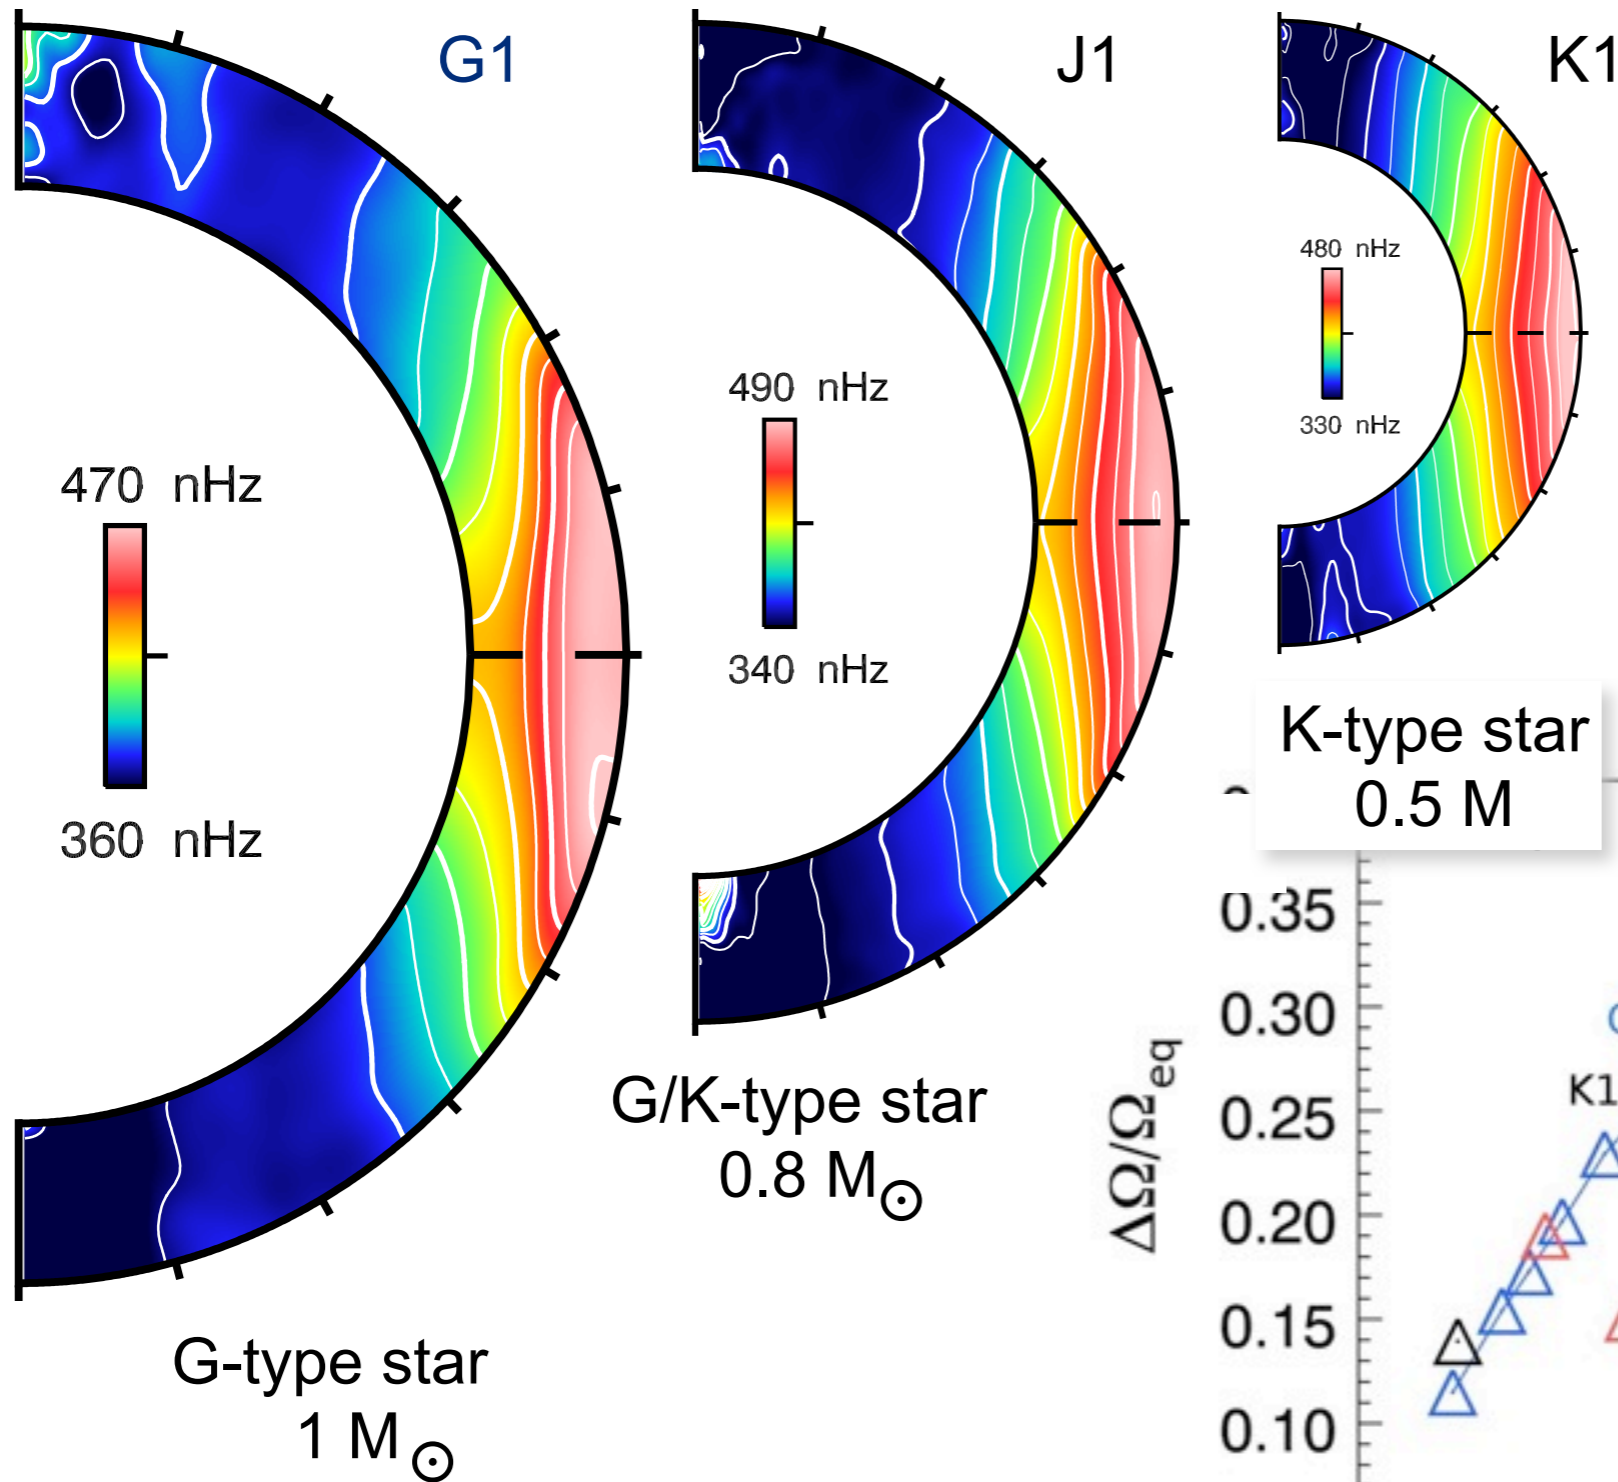 G1
470 nHz
360 nHz
G-type star
1 M⊙
J1
490 nHz
340 nHz
G/K-type star
0.8 M⊙
K1
480 nHz
330 nHz
K-type star
0.5 M
ΔΩ/Ωeq
0.35
0.30
0.25
0.20
0.15
0.10
K1